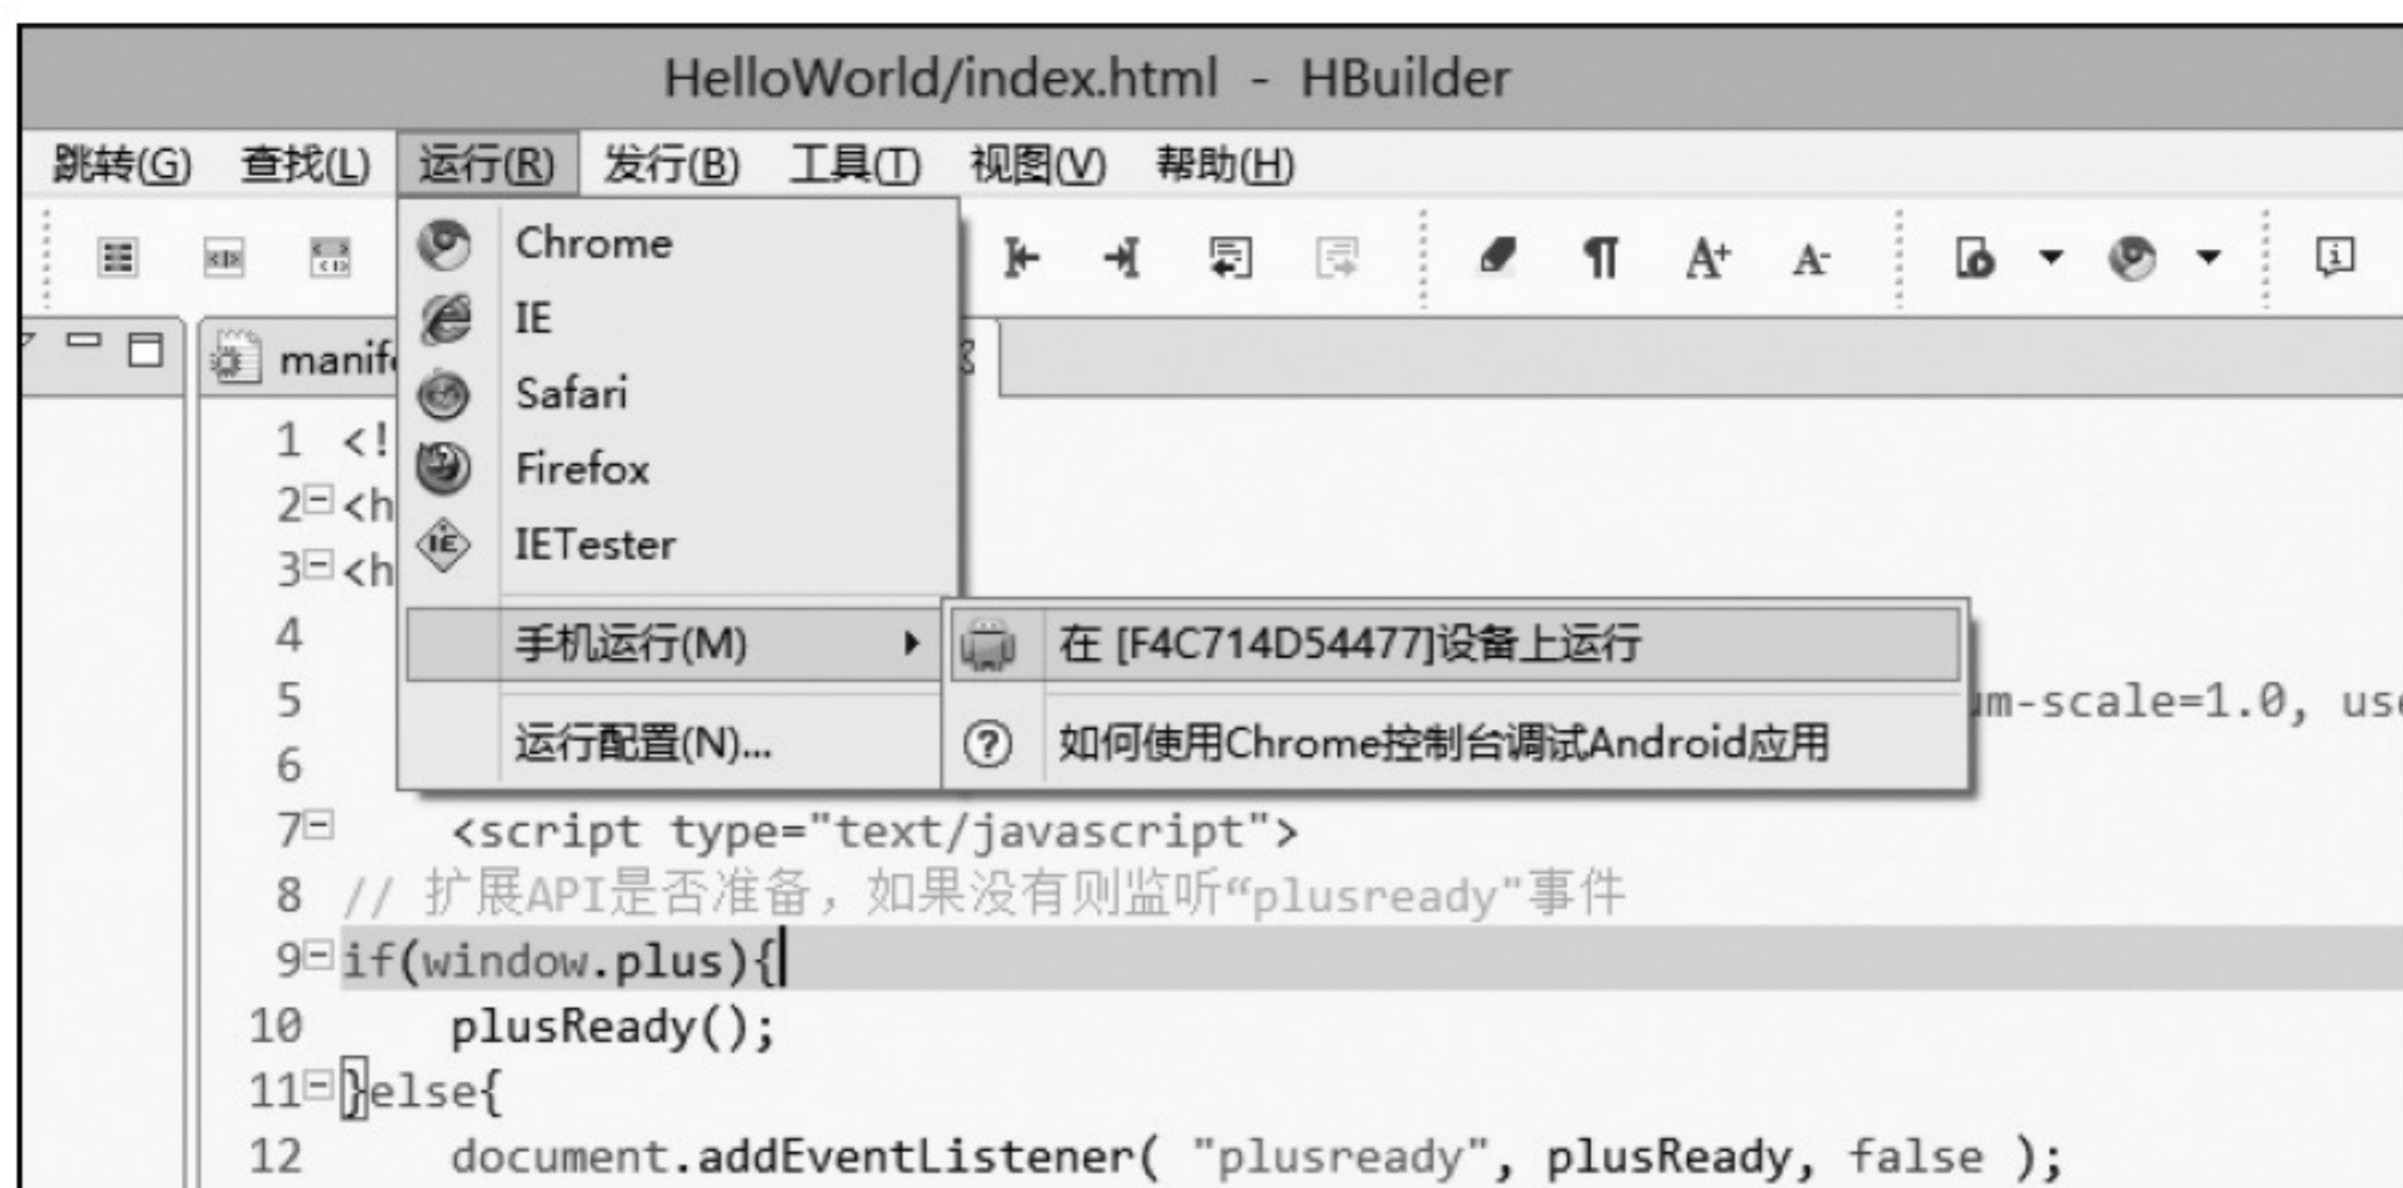 HelloWorld/index.html - HBuilder
跳转(G) 查找(L) 运行(R) 发行(B) 工具(T) 视图(V) 帮助(H)
Chrome
IE
Safari
Firefox
IETester
手机运行(M)
运行配置(N)...
在 [F4C714D54477]设备上运行
如何使用Chrome控制台调试Android应用
A+ A-
manif
1 <!
2 <h
3 <h
4
5 m-scale=1.0, us
6
7 <script type="text/javascript">
8 // 扩展API是否准备，如果没有则监听“plusready"事件
9 if(window.plus){
10 plusReady();
11 }else{
12 document.addEventListener( "plusready", plusReady, false );